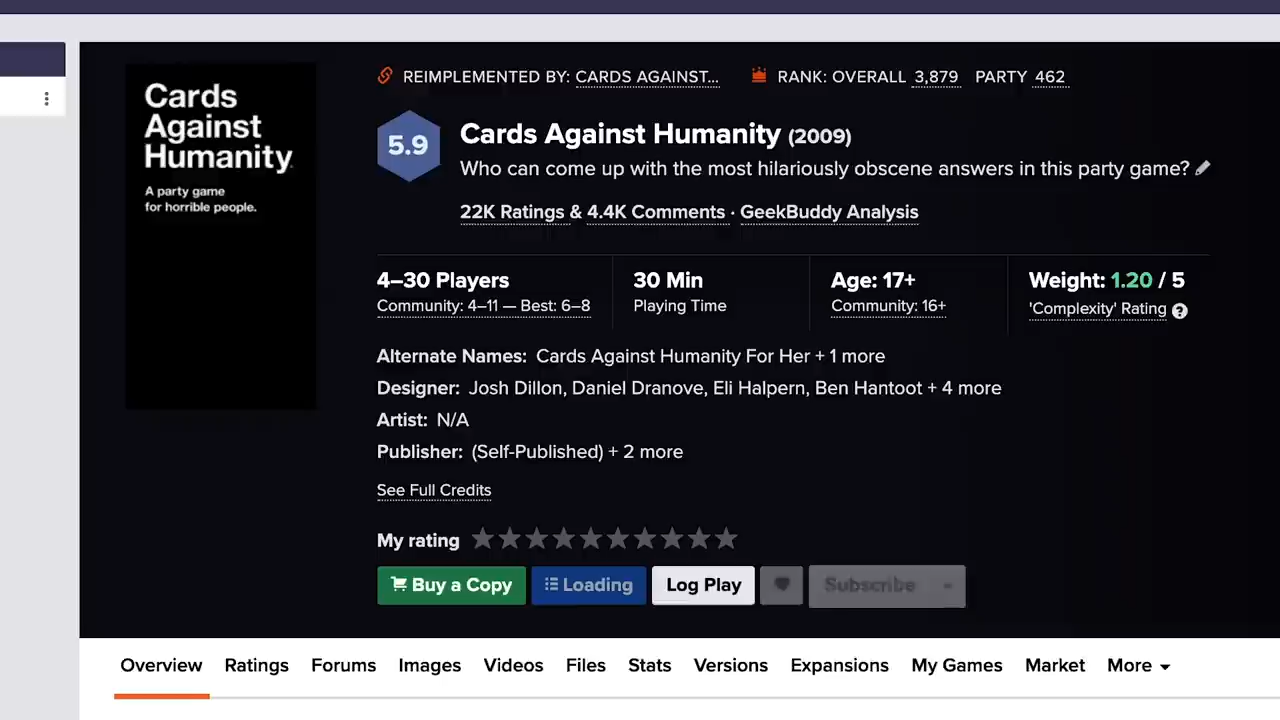 REIMPLEMENTED BY: CARDS AGAINST... RANK: OVERALL 3,879 PARTY 462
Cards
Against
Humanity
A party game
for horrible people.
5.9
Cards Against Humanity (2009)
Who can come up with the most hilariously obscene answers in this party game?
22K Ratings & 4.4K Comments · GeekBuddy Analysis
4–30 Players
Community: 4–11 — Best: 6–8
30 Min
Playing Time
Age: 17+
Community: 16+
Weight: 1.20 / 5
'Complexity' Rating ?
Alternate Names: Cards Against Humanity For Her + 1 more
Designer: Josh Dillon, Daniel Dranove, Eli Halpern, Ben Hantoot + 4 more
Artist: N/A
Publisher: (Self-Published) + 2 more
See Full Credits
My rating
Buy a Copy Loading Log Play Subscribe
Overview Ratings Forums Images Videos Files Stats Versions Expansions My Games Market More